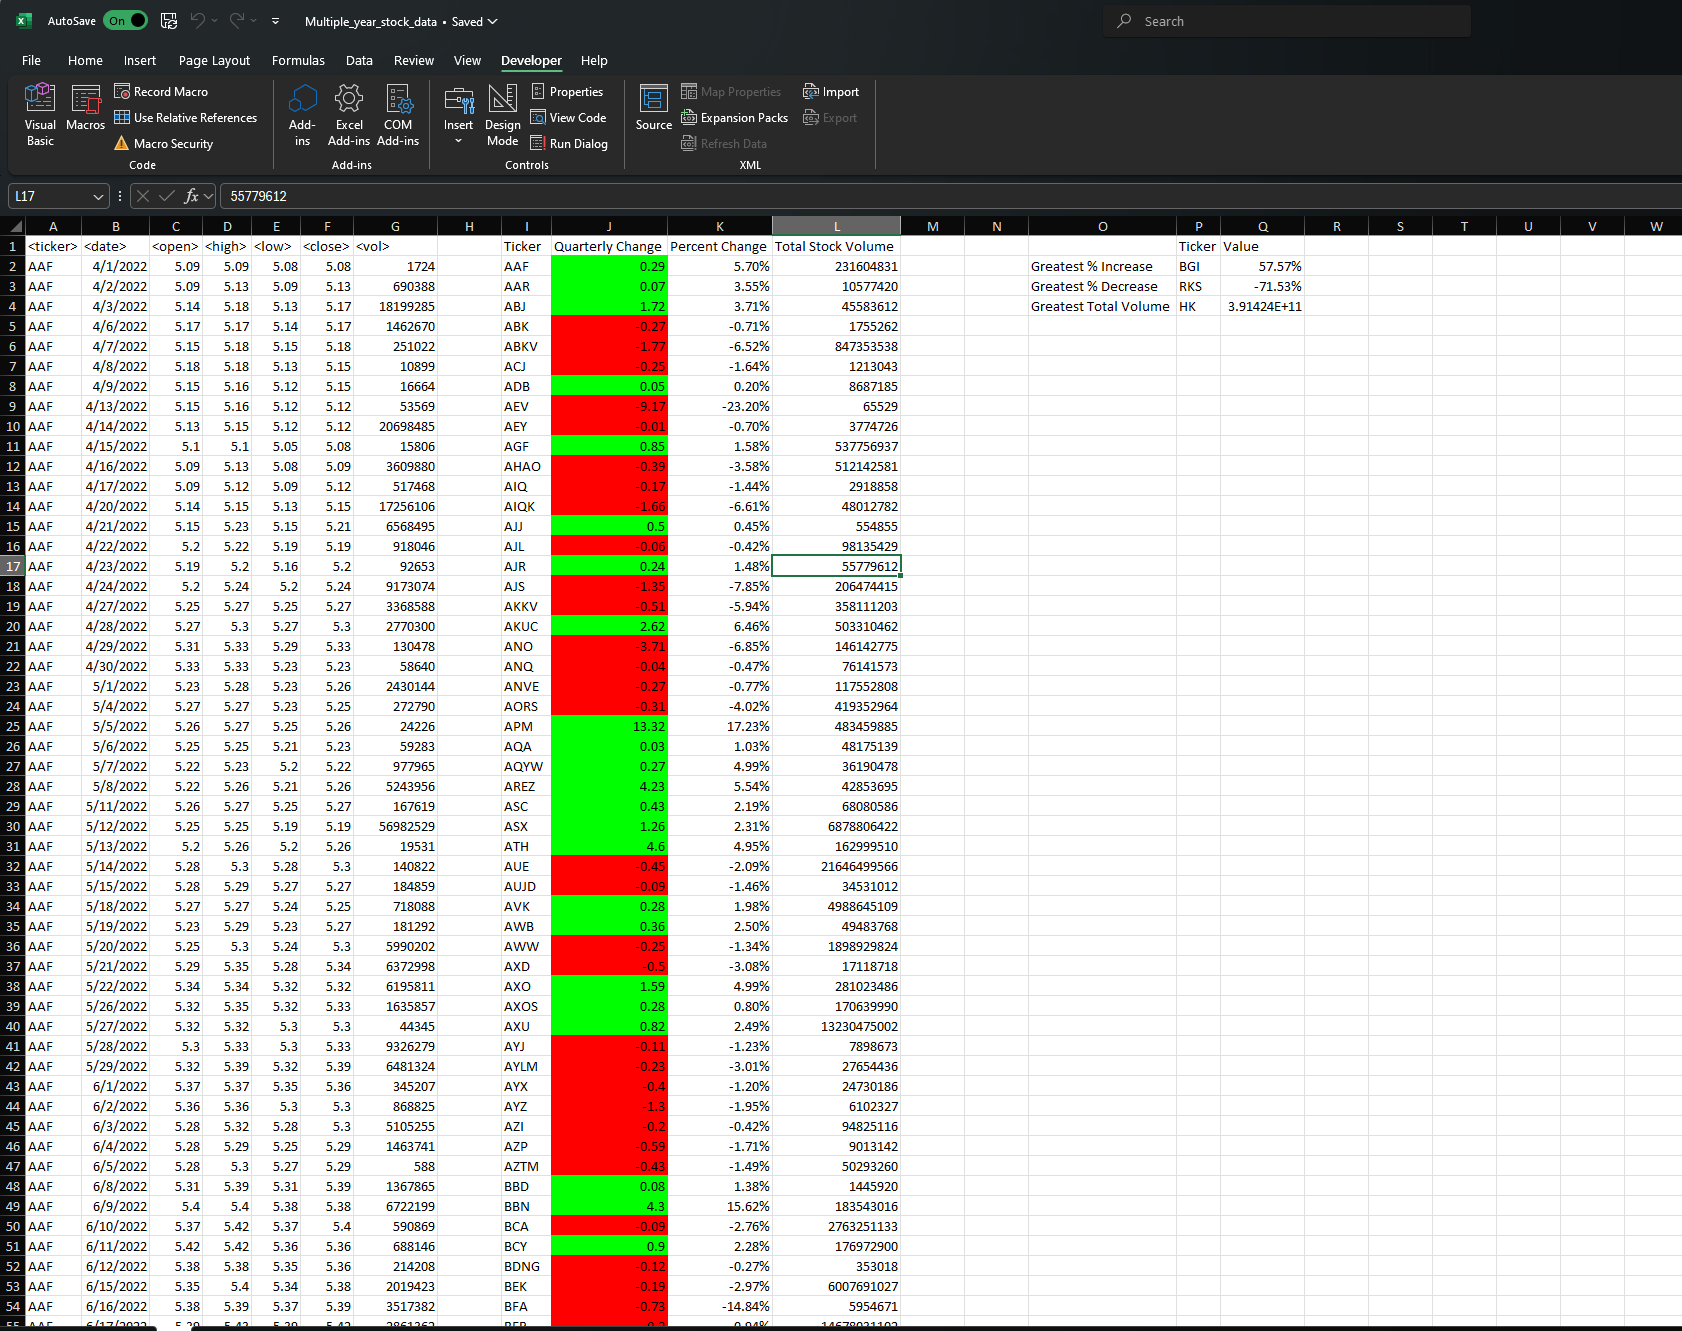 AutoSave On Multiple_year_stock_data • Saved Search
File Home Insert Page Layout Formulas Data Review View Developer Help
Visual Basic Macros Record Macro Use Relative References Macro Security Code
Add-ins Excel Add-ins COM Add-ins Add-ins
Insert Design Mode Properties View Code Run Dialog Controls
Source Map Properties Expansion Packs Refresh Data Import Export XML
L17 fx 55779612
A B C D E F G H I J K L M N O P Q R S T U V W
1 <ticker> <date> <open> <high> <low> <close> <vol> Ticker Quarterly Change Percent Change Total Stock Volume Ticker Value
2 AAF 4/1/2022 5.09 5.09 5.08 5.08 1724 AAF 0.29 5.70% 231604831 Greatest % Increase BGI 57.57%
3 AAF 4/2/2022 5.09 5.13 5.09 5.13 690388 AAR 0.07 3.55% 10577420 Greatest % Decrease RKS -71.53%
4 AAF 4/3/2022 5.14 5.18 5.13 5.17 18199285 ABJ 1.72 3.71% 45583612 Greatest Total Volume HK 3.91424E+11
5 AAF 4/6/2022 5.17 5.17 5.14 5.17 1462670 ABK -0.27 -0.71% 1755262
6 AAF 4/7/2022 5.15 5.18 5.15 5.18 251022 ABKV -1.77 -6.52% 847353538
7 AAF 4/8/2022 5.18 5.18 5.13 5.15 10899 ACJ -0.25 -1.64% 1213043
8 AAF 4/9/2022 5.15 5.16 5.12 5.15 16664 ADB 0.05 0.20% 8687185
9 AAF 4/13/2022 5.15 5.16 5.12 5.12 53569 AEV -9.17 -23.20% 65529
10 AAF 4/14/2022 5.13 5.15 5.12 5.12 20698485 AEY -0.01 -0.70% 3774726
11 AAF 4/15/2022 5.1 5.1 5.05 5.08 15806 AGF 0.85 1.58% 537756937
12 AAF 4/16/2022 5.09 5.13 5.08 5.09 3609880 AHAO -0.39 -3.58% 512142581
13 AAF 4/17/2022 5.09 5.12 5.09 5.12 517468 AIQ -0.17 -1.44% 2918858
14 AAF 4/20/2022 5.14 5.15 5.13 5.15 17256106 AIQK -1.66 -6.61% 48012782
15 AAF 4/21/2022 5.15 5.23 5.15 5.21 6568495 AJJ 0.5 0.45% 554855
16 AAF 4/22/2022 5.2 5.22 5.19 5.19 918046 AJL -0.06 -0.42% 98135429
17 AAF 4/23/2022 5.19 5.2 5.16 5.2 92653 AJR 0.24 1.48% 55779612
18 AAF 4/24/2022 5.2 5.24 5.2 5.24 9173074 AJS -1.35 -7.85% 206474415
19 AAF 4/27/2022 5.25 5.27 5.25 5.27 3368588 AKKV -0.51 -5.94% 358111203
20 AAF 4/28/2022 5.27 5.3 5.27 5.3 2770300 AKUC 2.62 6.46% 503310462
21 AAF 4/29/2022 5.31 5.33 5.29 5.33 130478 ANO -3.71 -6.85% 146142775
22 AAF 4/30/2022 5.33 5.33 5.23 5.23 58640 ANQ -0.04 -0.47% 76141573
23 AAF 5/1/2022 5.23 5.28 5.23 5.26 2430144 ANVE -0.27 -0.77% 117552808
24 AAF 5/4/2022 5.27 5.27 5.23 5.25 272790 AORS -0.31 -4.02% 419352964
25 AAF 5/5/2022 5.26 5.27 5.25 5.26 24226 APM 13.32 17.23% 483459885
26 AAF 5/6/2022 5.25 5.25 5.21 5.23 59283 AQA 0.03 1.03% 48175139
27 AAF 5/7/2022 5.22 5.23 5.2 5.22 977965 AQYW 0.27 4.99% 36190478
28 AAF 5/8/2022 5.22 5.26 5.21 5.26 5243956 AREZ 4.23 5.54% 42853695
29 AAF 5/11/2022 5.26 5.27 5.25 5.27 167619 ASC 0.43 2.19% 68080586
30 AAF 5/12/2022 5.25 5.25 5.19 5.19 56982529 ASX 1.26 2.31% 6878806422
31 AAF 5/13/2022 5.2 5.26 5.2 5.26 19531 ATH 4.6 4.95% 162999510
32 AAF 5/14/2022 5.28 5.3 5.28 5.3 140822 AUE -0.45 -2.09% 21646499566
33 AAF 5/15/2022 5.28 5.29 5.27 5.27 184859 AUJD -0.09 -1.46% 34531012
34 AAF 5/18/2022 5.27 5.27 5.24 5.25 718088 AVK 0.28 1.98% 4988645109
35 AAF 5/19/2022 5.23 5.29 5.23 5.27 181292 AWB 0.36 2.50% 49483768
36 AAF 5/20/2022 5.25 5.3 5.24 5.3 5990202 AWW -0.25 -1.34% 1898929824
37 AAF 5/21/2022 5.29 5.35 5.28 5.34 6372998 AXD -0.5 -3.08% 17118718
38 AAF 5/22/2022 5.34 5.34 5.32 5.32 6195811 AXO 1.59 4.99% 281023486
39 AAF 5/26/2022 5.32 5.35 5.32 5.33 1635857 AXOS 0.28 0.80% 170639990
40 AAF 5/27/2022 5.32 5.32 5.3 5.3 44345 AXU 0.82 2.49% 13230475002
41 AAF 5/28/2022 5.3 5.33 5.3 5.33 9326279 AYJ -0.11 -1.23% 7898673
42 AAF 5/29/2022 5.32 5.39 5.32 5.39 6481324 AYLM -0.23 -3.01% 27654436
43 AAF 6/1/2022 5.37 5.37 5.35 5.36 345207 AYX -0.4 -1.20% 24730186
44 AAF 6/2/2022 5.36 5.36 5.3 5.3 868825 AYZ -1.3 -1.95% 6102327
45 AAF 6/3/2022 5.28 5.32 5.28 5.3 5105255 AZI -0.2 -0.42% 94825116
46 AAF 6/4/2022 5.28 5.29 5.25 5.29 1463741 AZP -0.59 -1.71% 9013142
47 AAF 6/5/2022 5.28 5.3 5.27 5.29 588 AZTM -0.43 -1.49% 50293260
48 AAF 6/8/2022 5.31 5.39 5.31 5.39 1367865 BBD 0.08 1.38% 1445920
49 AAF 6/9/2022 5.4 5.4 5.38 5.38 6722199 BBN 4.3 15.62% 183543016
50 AAF 6/10/2022 5.37 5.42 5.37 5.4 590869 BCA -0.09 -2.76% 2763251133
51 AAF 6/11/2022 5.42 5.42 5.36 5.36 688146 BCY 0.9 2.28% 176972900
52 AAF 6/12/2022 5.38 5.38 5.35 5.36 214208 BDNG -0.12 -0.27% 353018
53 AAF 6/15/2022 5.35 5.4 5.34 5.38 2019423 BEK -0.19 -2.97% 6007691027
54 AAF 6/16/2022 5.38 5.39 5.37 5.39 3517382 BFA -0.73 -14.84% 5954671